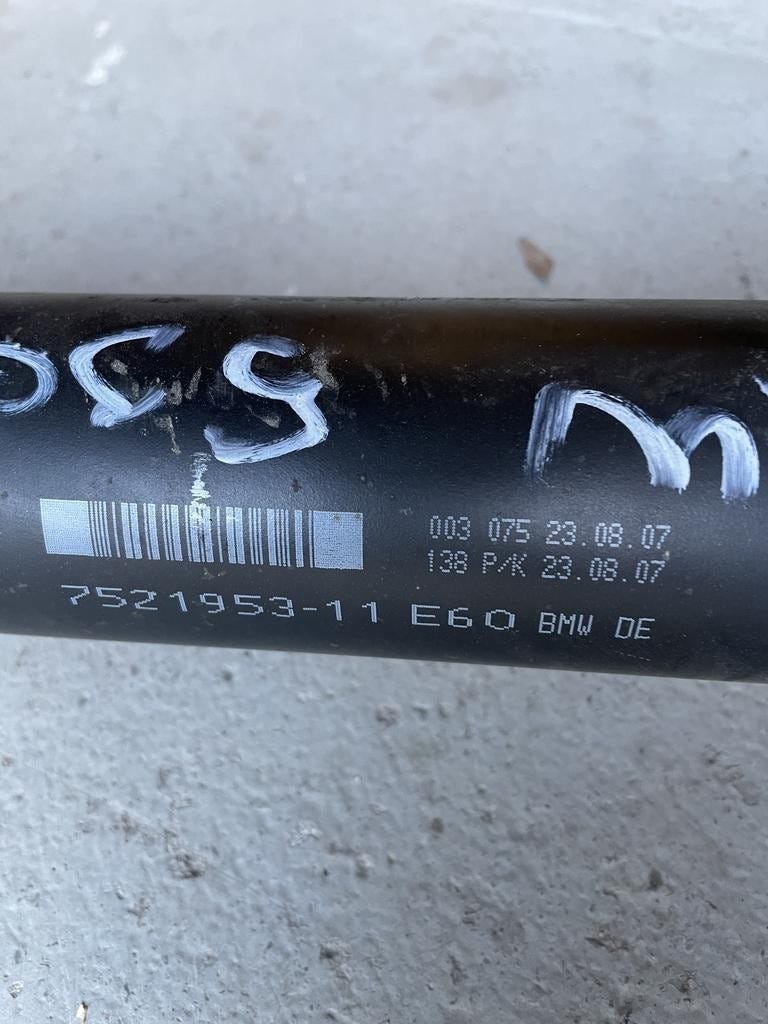 003 075 23.08.07
138 P/K 23.08.07
7521953-11 E60 BMW DE